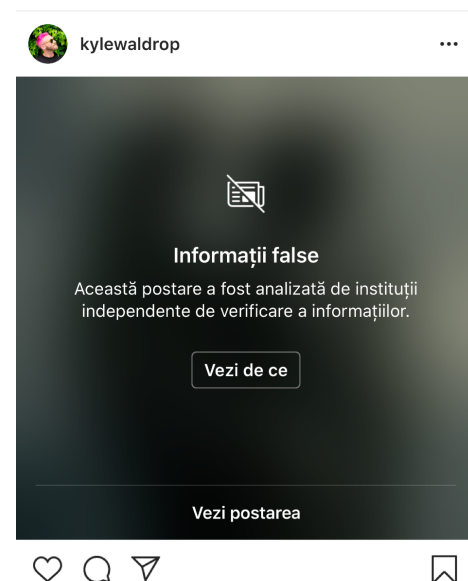 kylewaldrop
Informații false
Această postare a fost analizată de instituții
independente de verificare a informațiilor.
Vezi de ce
Vezi postarea